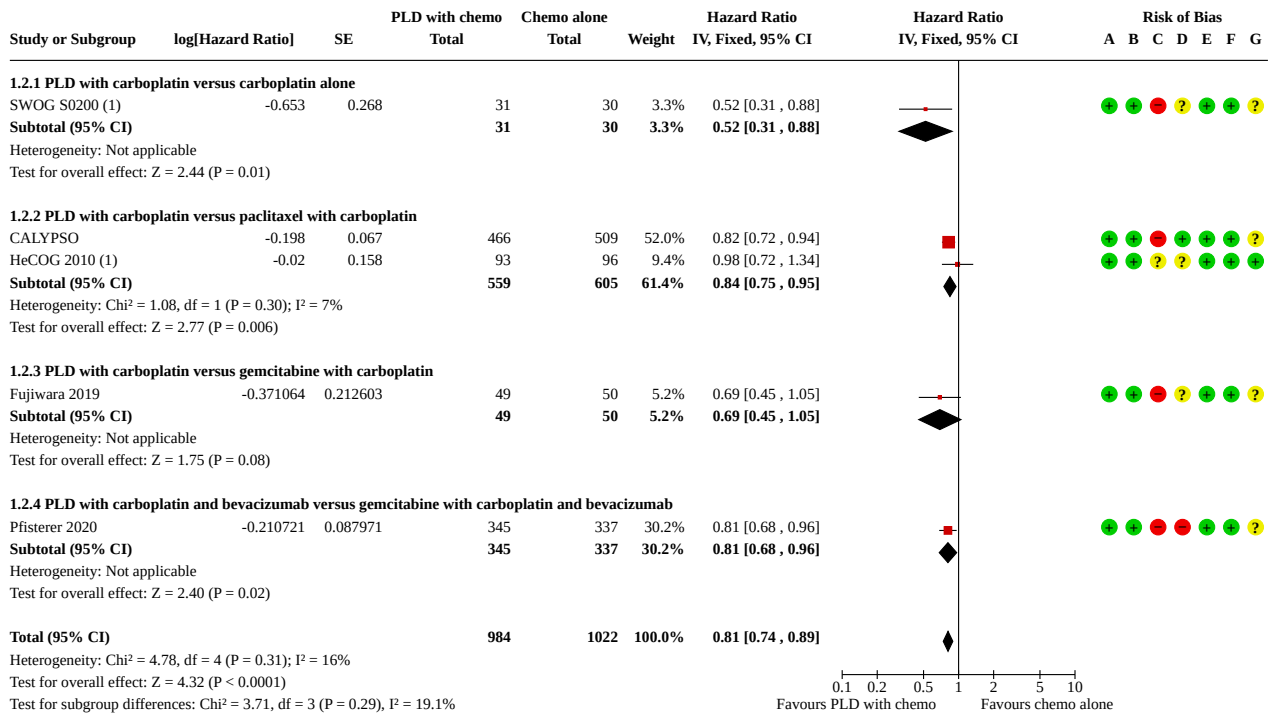 PLD with chemo Chemo alone Hazard Ratio Hazard Ratio Risk of Bias
Study or Subgroup log[Hazard Ratio] SE Total Total Weight IV, Fixed, 95% CI IV, Fixed, 95% CI A B C D E F G
1.2.1 PLD with carboplatin versus carboplatin alone
SWOG S0200 (1) -0.653 0.268 31 30 3.3% 0.52 [0.31 , 0.88] + + − ? + + ?
Subtotal (95% CI) 31 30 3.3% 0.52 [0.31 , 0.88]
Heterogeneity: Not applicable
Test for overall effect: Z = 2.44 (P = 0.01)
1.2.2 PLD with carboplatin versus paclitaxel with carboplatin
CALYPSO -0.198 0.067 466 509 52.0% 0.82 [0.72 , 0.94] + + − + + + ?
HeCOG 2010 (1) -0.02 0.158 93 96 9.4% 0.98 [0.72 , 1.34] + + ? ? + + +
Subtotal (95% CI) 559 605 61.4% 0.84 [0.75 , 0.95]
Heterogeneity: Chi² = 1.08, df = 1 (P = 0.30); I² = 7%
Test for overall effect: Z = 2.77 (P = 0.006)
1.2.3 PLD with carboplatin versus gemcitabine with carboplatin
Fujiwara 2019 -0.371064 0.212603 49 50 5.2% 0.69 [0.45 , 1.05] + + − ? + + ?
Subtotal (95% CI) 49 50 5.2% 0.69 [0.45 , 1.05]
Heterogeneity: Not applicable
Test for overall effect: Z = 1.75 (P = 0.08)
1.2.4 PLD with carboplatin and bevacizumab versus gemcitabine with carboplatin and bevacizumab
Pfisterer 2020 -0.210721 0.087971 345 337 30.2% 0.81 [0.68 , 0.96] + + − − + + ?
Subtotal (95% CI) 345 337 30.2% 0.81 [0.68 , 0.96]
Heterogeneity: Not applicable
Test for overall effect: Z = 2.40 (P = 0.02)
Total (95% CI) 984 1022 100.0% 0.81 [0.74 , 0.89]
Heterogeneity: Chi² = 4.78, df = 4 (P = 0.31); I² = 16%
Test for overall effect: Z = 4.32 (P < 0.0001)
0.1 0.2 0.5 1 2 5 10
Test for subgroup differences: Chi² = 3.71, df = 3 (P = 0.29), I² = 19.1% Favours PLD with chemo Favours chemo alone